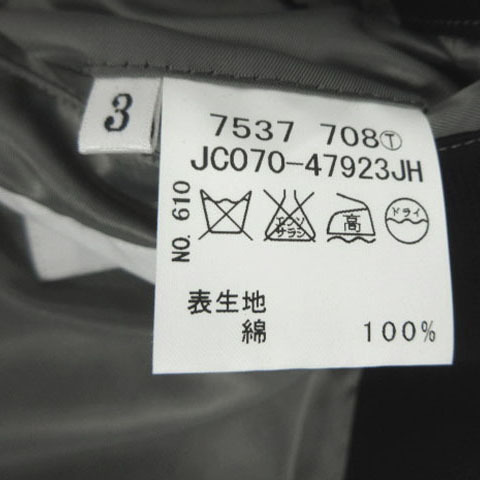 3
7537 708Ⓣ
JC070-47923JH
NO. 610
エンソ
サラシ
高
ドライ
表生地
綿 100%